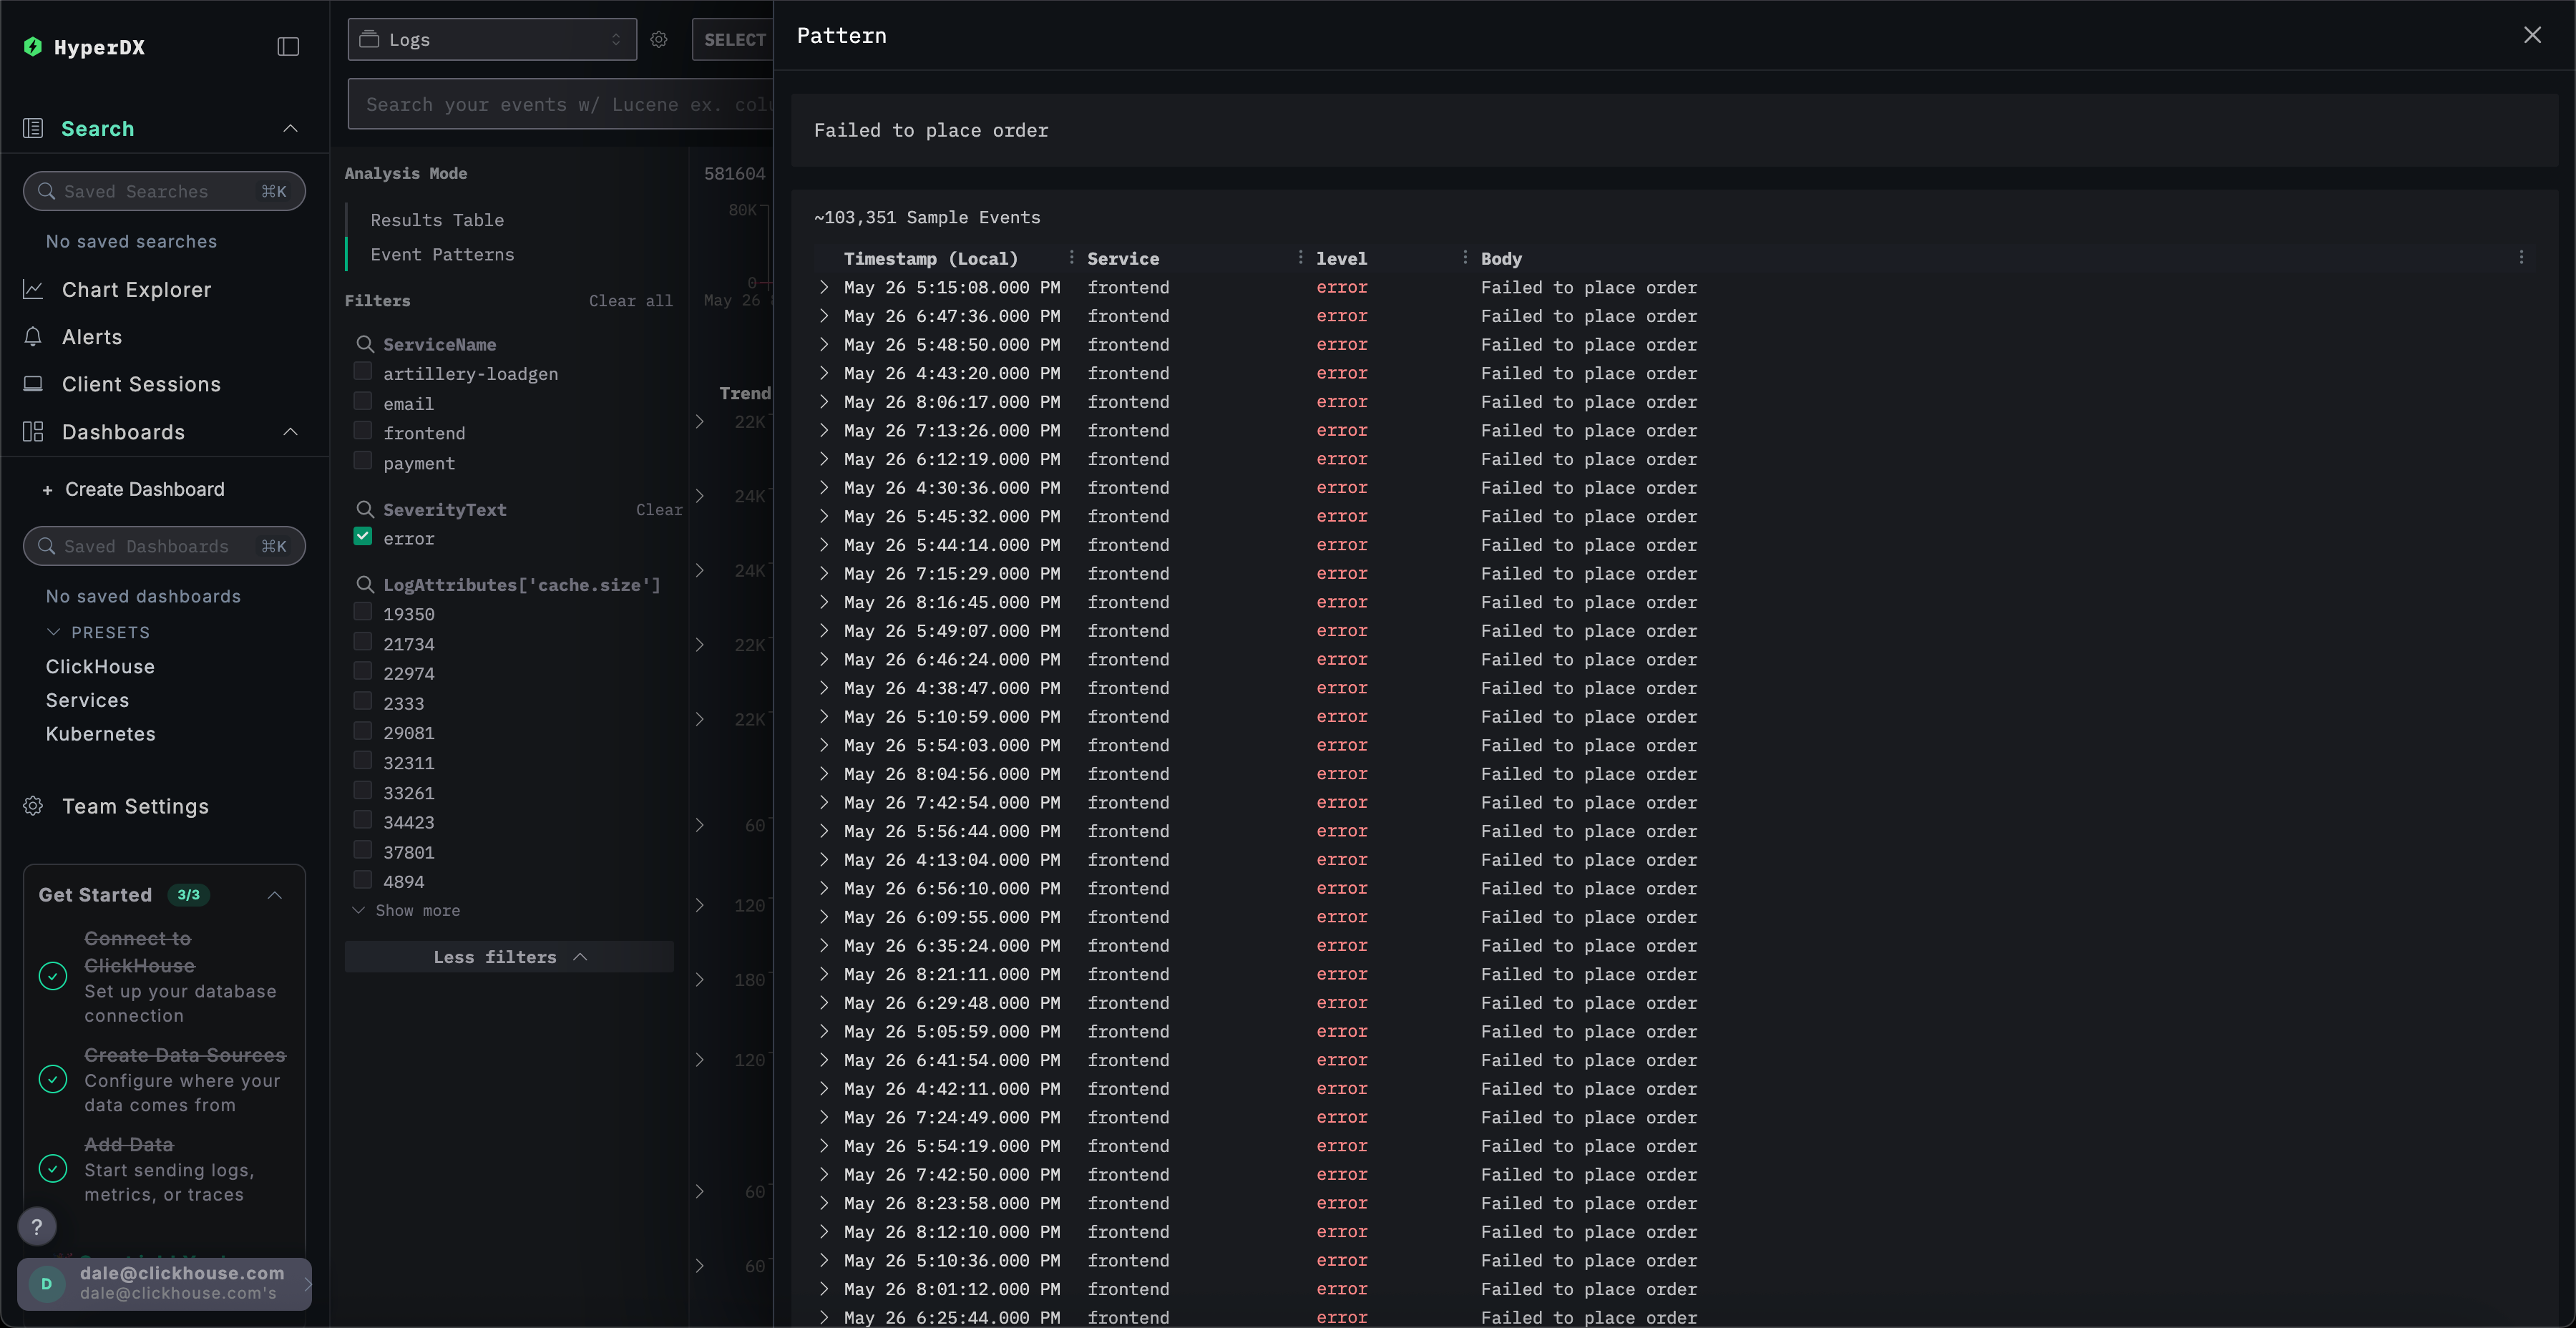 HyperDX
Search
Saved Searches ⌘K
No saved searches
Chart Explorer
Alerts
Client Sessions
Dashboards
+ Create Dashboard
Saved Dashboards ⌘K
No saved dashboards
PRESETS
ClickHouse
Services
Kubernetes
Team Settings
Get Started 3/3
Connect to
ClickHouse
Set up your database
connection
Create Data Sources
Configure where your
data comes from
Add Data
Start sending logs,
metrics, or traces
?
D
dale@clickhouse.com
dale@clickhouse.com's
Logs
SELECT
Search your events w/ Lucene ex. colu
Analysis Mode
Results Table
Event Patterns
Filters Clear all
ServiceName
artillery-loadgen
email
frontend
payment
SeverityText Clear
error
LogAttributes['cache.size']
19350
21734
22974
2333
29081
32311
33261
34423
37801
4894
Show more
Less filters
581604
80K
0
May 26
Trend
22K
24K
24K
22K
22K
60
120
180
120
60
60
Pattern
Failed to place order
~103,351 Sample Events
Timestamp (Local) Service level Body
May 26 5:15:08.000 PM frontend error Failed to place order
May 26 6:47:36.000 PM frontend error Failed to place order
May 26 5:48:50.000 PM frontend error Failed to place order
May 26 4:43:20.000 PM frontend error Failed to place order
May 26 8:06:17.000 PM frontend error Failed to place order
May 26 7:13:26.000 PM frontend error Failed to place order
May 26 6:12:19.000 PM frontend error Failed to place order
May 26 4:30:36.000 PM frontend error Failed to place order
May 26 5:45:32.000 PM frontend error Failed to place order
May 26 5:44:14.000 PM frontend error Failed to place order
May 26 7:15:29.000 PM frontend error Failed to place order
May 26 8:16:45.000 PM frontend error Failed to place order
May 26 5:49:07.000 PM frontend error Failed to place order
May 26 6:46:24.000 PM frontend error Failed to place order
May 26 4:38:47.000 PM frontend error Failed to place order
May 26 5:10:59.000 PM frontend error Failed to place order
May 26 5:54:03.000 PM frontend error Failed to place order
May 26 8:04:56.000 PM frontend error Failed to place order
May 26 7:42:54.000 PM frontend error Failed to place order
May 26 5:56:44.000 PM frontend error Failed to place order
May 26 4:13:04.000 PM frontend error Failed to place order
May 26 6:56:10.000 PM frontend error Failed to place order
May 26 6:09:55.000 PM frontend error Failed to place order
May 26 6:35:24.000 PM frontend error Failed to place order
May 26 8:21:11.000 PM frontend error Failed to place order
May 26 6:29:48.000 PM frontend error Failed to place order
May 26 5:05:59.000 PM frontend error Failed to place order
May 26 6:41:54.000 PM frontend error Failed to place order
May 26 4:42:11.000 PM frontend error Failed to place order
May 26 7:24:49.000 PM frontend error Failed to place order
May 26 5:54:19.000 PM frontend error Failed to place order
May 26 7:42:50.000 PM frontend error Failed to place order
May 26 8:23:58.000 PM frontend error Failed to place order
May 26 8:12:10.000 PM frontend error Failed to place order
May 26 5:10:36.000 PM frontend error Failed to place order
May 26 8:01:12.000 PM frontend error Failed to place order
May 26 6:25:44.000 PM frontend error Failed to place order